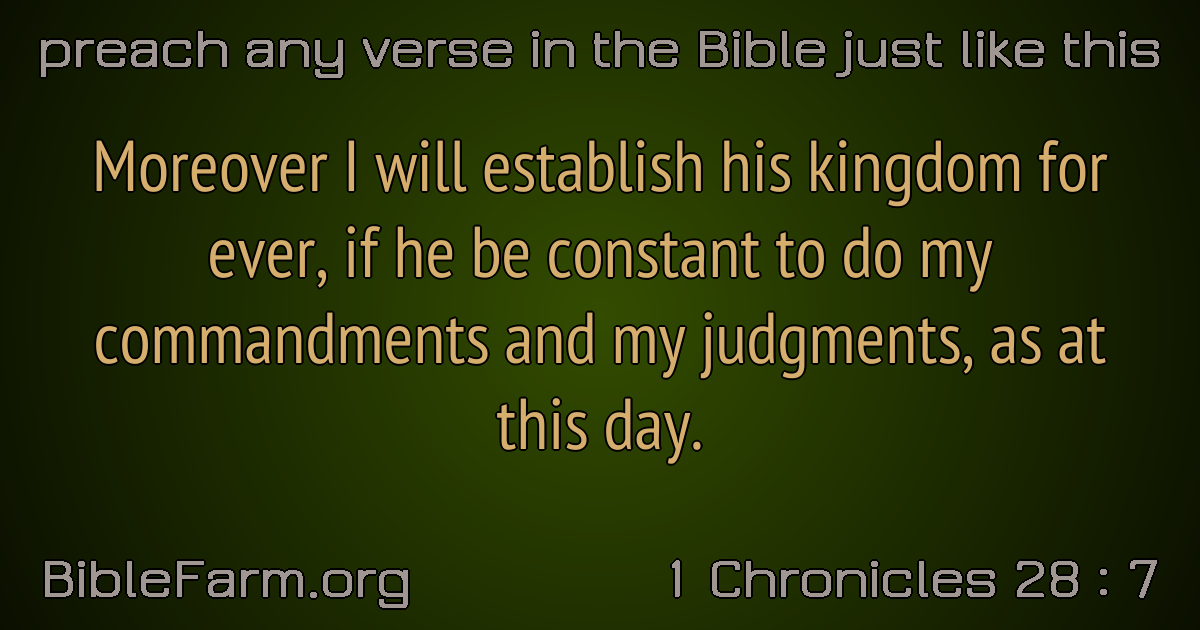 preach any verse in the Bible just like this
Moreover I will establish his kingdom for
ever, if he be constant to do my
commandments and my judgments, as at
this day.
BibleFarm.org
1 Chronicles 28 : 7